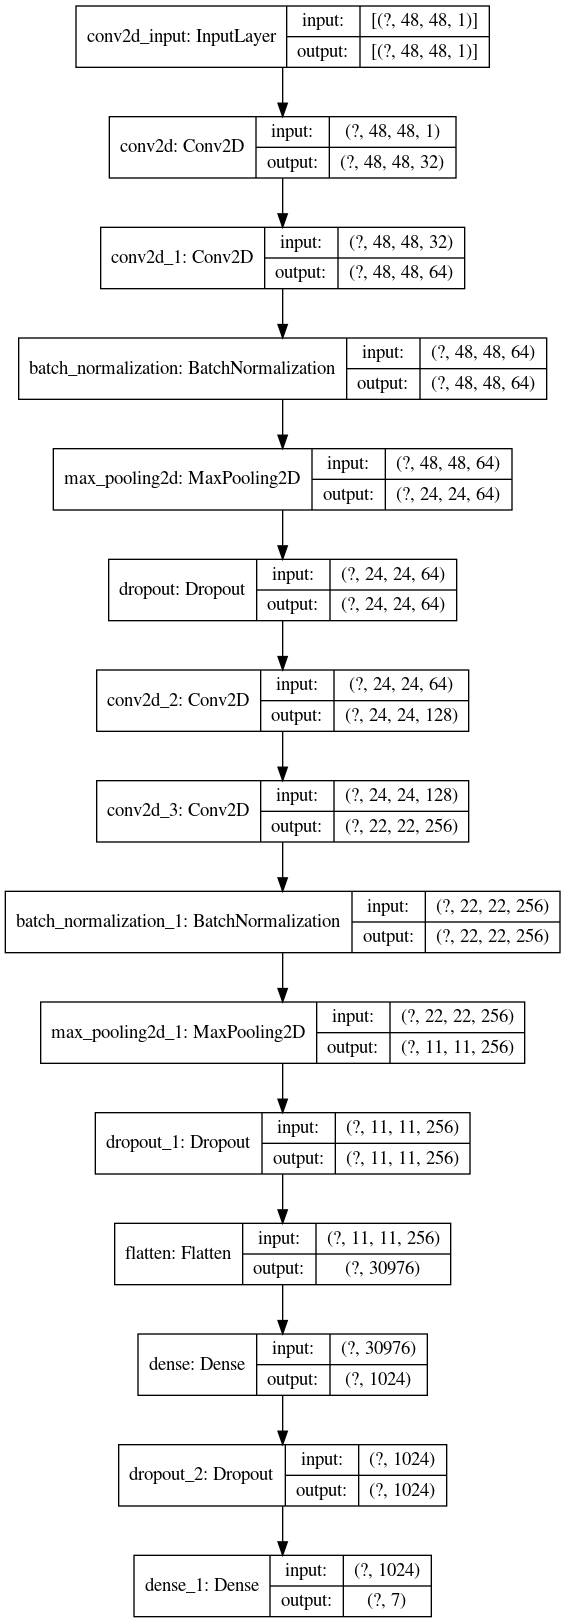 conv2d_input: InputLayer
input:
[(?, 48, 48, 1)]
output:
[(?, 48, 48, 1)]
conv2d: Conv2D
input:
(?, 48, 48, 1)
output:
(?, 48, 48, 32)
conv2d_1: Conv2D
input:
(?, 48, 48, 32)
output:
(?, 48, 48, 64)
batch_normalization: BatchNormalization
input:
(?, 48, 48, 64)
output:
(?, 48, 48, 64)
max_pooling2d: MaxPooling2D
input:
(?, 48, 48, 64)
output:
(?, 24, 24, 64)
dropout: Dropout
input:
(?, 24, 24, 64)
output:
(?, 24, 24, 64)
conv2d_2: Conv2D
input:
(?, 24, 24, 64)
output:
(?, 24, 24, 128)
conv2d_3: Conv2D
input:
(?, 24, 24, 128)
output:
(?, 22, 22, 256)
batch_normalization_1: BatchNormalization
input:
(?, 22, 22, 256)
output:
(?, 22, 22, 256)
max_pooling2d_1: MaxPooling2D
input:
(?, 22, 22, 256)
output:
(?, 11, 11, 256)
dropout_1: Dropout
input:
(?, 11, 11, 256)
output:
(?, 11, 11, 256)
flatten: Flatten
input:
(?, 11, 11, 256)
output:
(?, 30976)
dense: Dense
input:
(?, 30976)
output:
(?, 1024)
dropout_2: Dropout
input:
(?, 1024)
output:
(?, 1024)
dense_1: Dense
input:
(?, 1024)
output:
(?, 7)